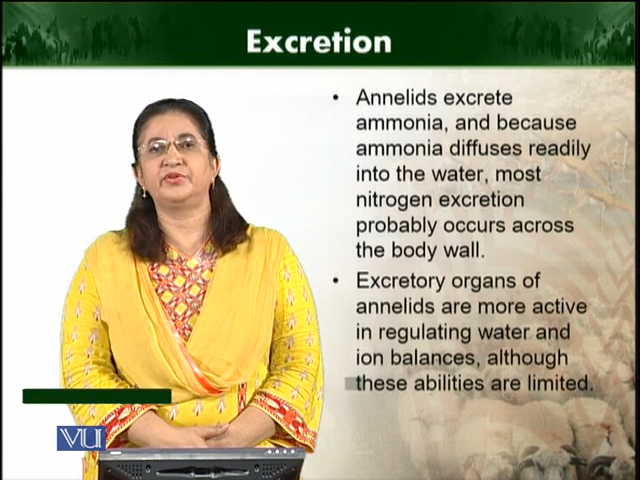 Excretion
• Annelids excrete
ammonia, and because
ammonia diffuses readily
into the water, most
nitrogen excretion
probably occurs across
the body wall.
• Excretory organs of
annelids are more active
in regulating water and
ion balances, although
these abilities are limited.
VU